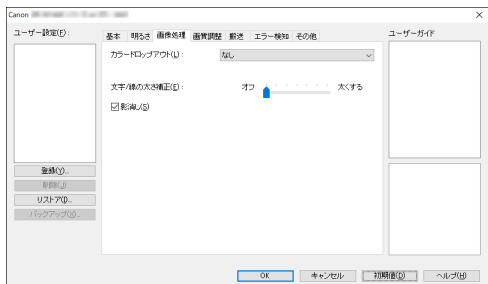 Canon
ユーザー設定(F):
基本 明るさ 画像処理 画質調整 搬送 エラー検知 その他
ユーザーガイド
カラードロップアウト(L):
なし
文字/線の太さ補正(E):
オフ
太くする
影消し(S)
登録(Y)...
削除(J)
リストア(I)...
バックアップ(X)...
OK
キャンセル
初期値(D)
ヘルプ(H)